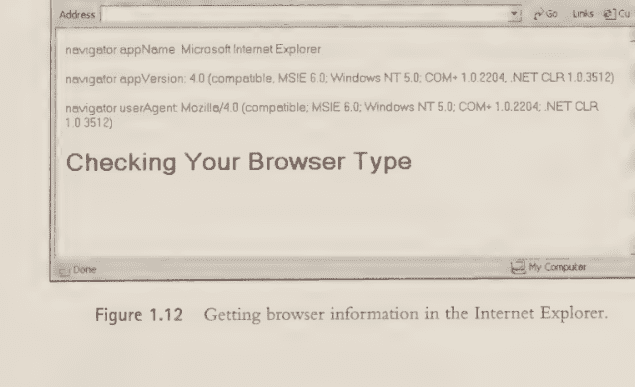 Address Go Links Cu
navigator appName Microsoft Internet Explorer
navigator appVersion: 4.0 (compatible, MSIE 6.0; Windows NT 5.0; COM+ 1.0.2204, .NET CLR 1.0.3512)
navigator userAgent Mozilla/4.0 (compatible; MSIE 6.0; Windows NT 5.0; COM+ 1.0.2204; .NET CLR
1.0 3512)
Checking Your Browser Type
Done My Computer
Figure 1.12 Getting browser information in the Internet Explorer.